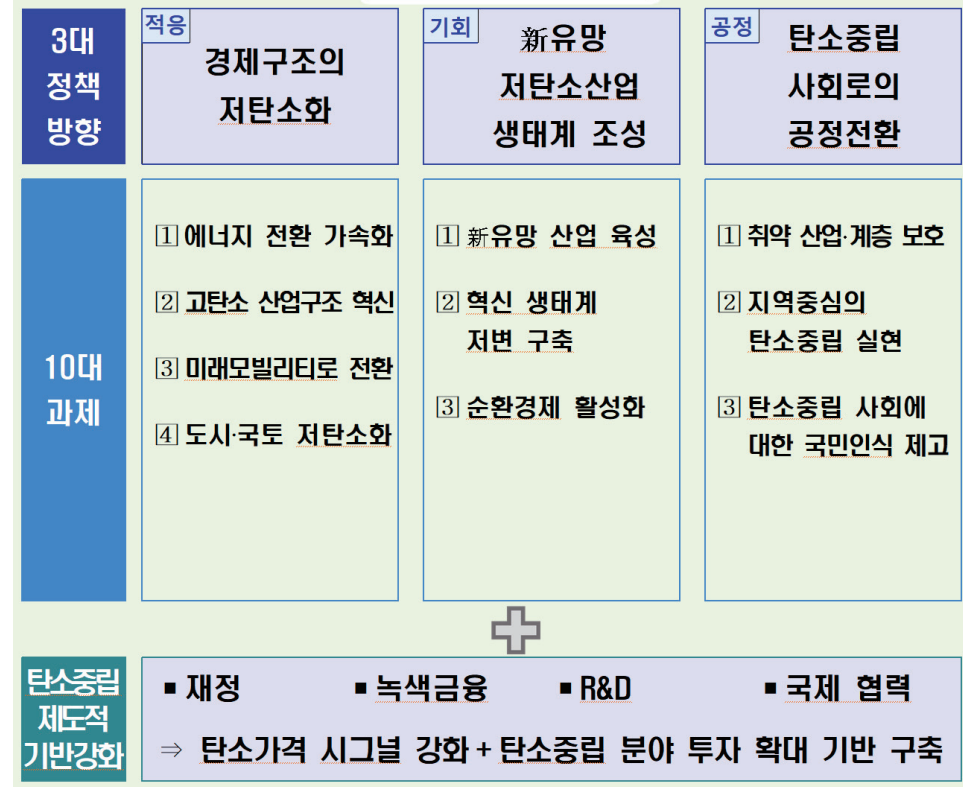 3대
정책
방향
적응
경제구조의
저탄소화
기회
新유망
저탄소산업
생태계 조성
공정
탄소중립
사회로의
공정전환
10대
과제
1 에너지 전환 가속화
2 고탄소 산업구조 혁신
3 미래모빌리티로 전환
4 도시·국토 저탄소화
1 新유망 산업 육성
2 혁신 생태계
저변 구축
3 순환경제 활성화
1 취약 산업·계층 보호
2 지역중심의
탄소중립 실현
3 탄소중립 사회에
대한 국민인식 제고
탄소중립
제도적
기반강화
▪ 재정 ▪ 녹색금융 ▪ R&D ▪ 국제 협력
⇒ 탄소가격 시그널 강화 + 탄소중립 분야 투자 확대 기반 구축